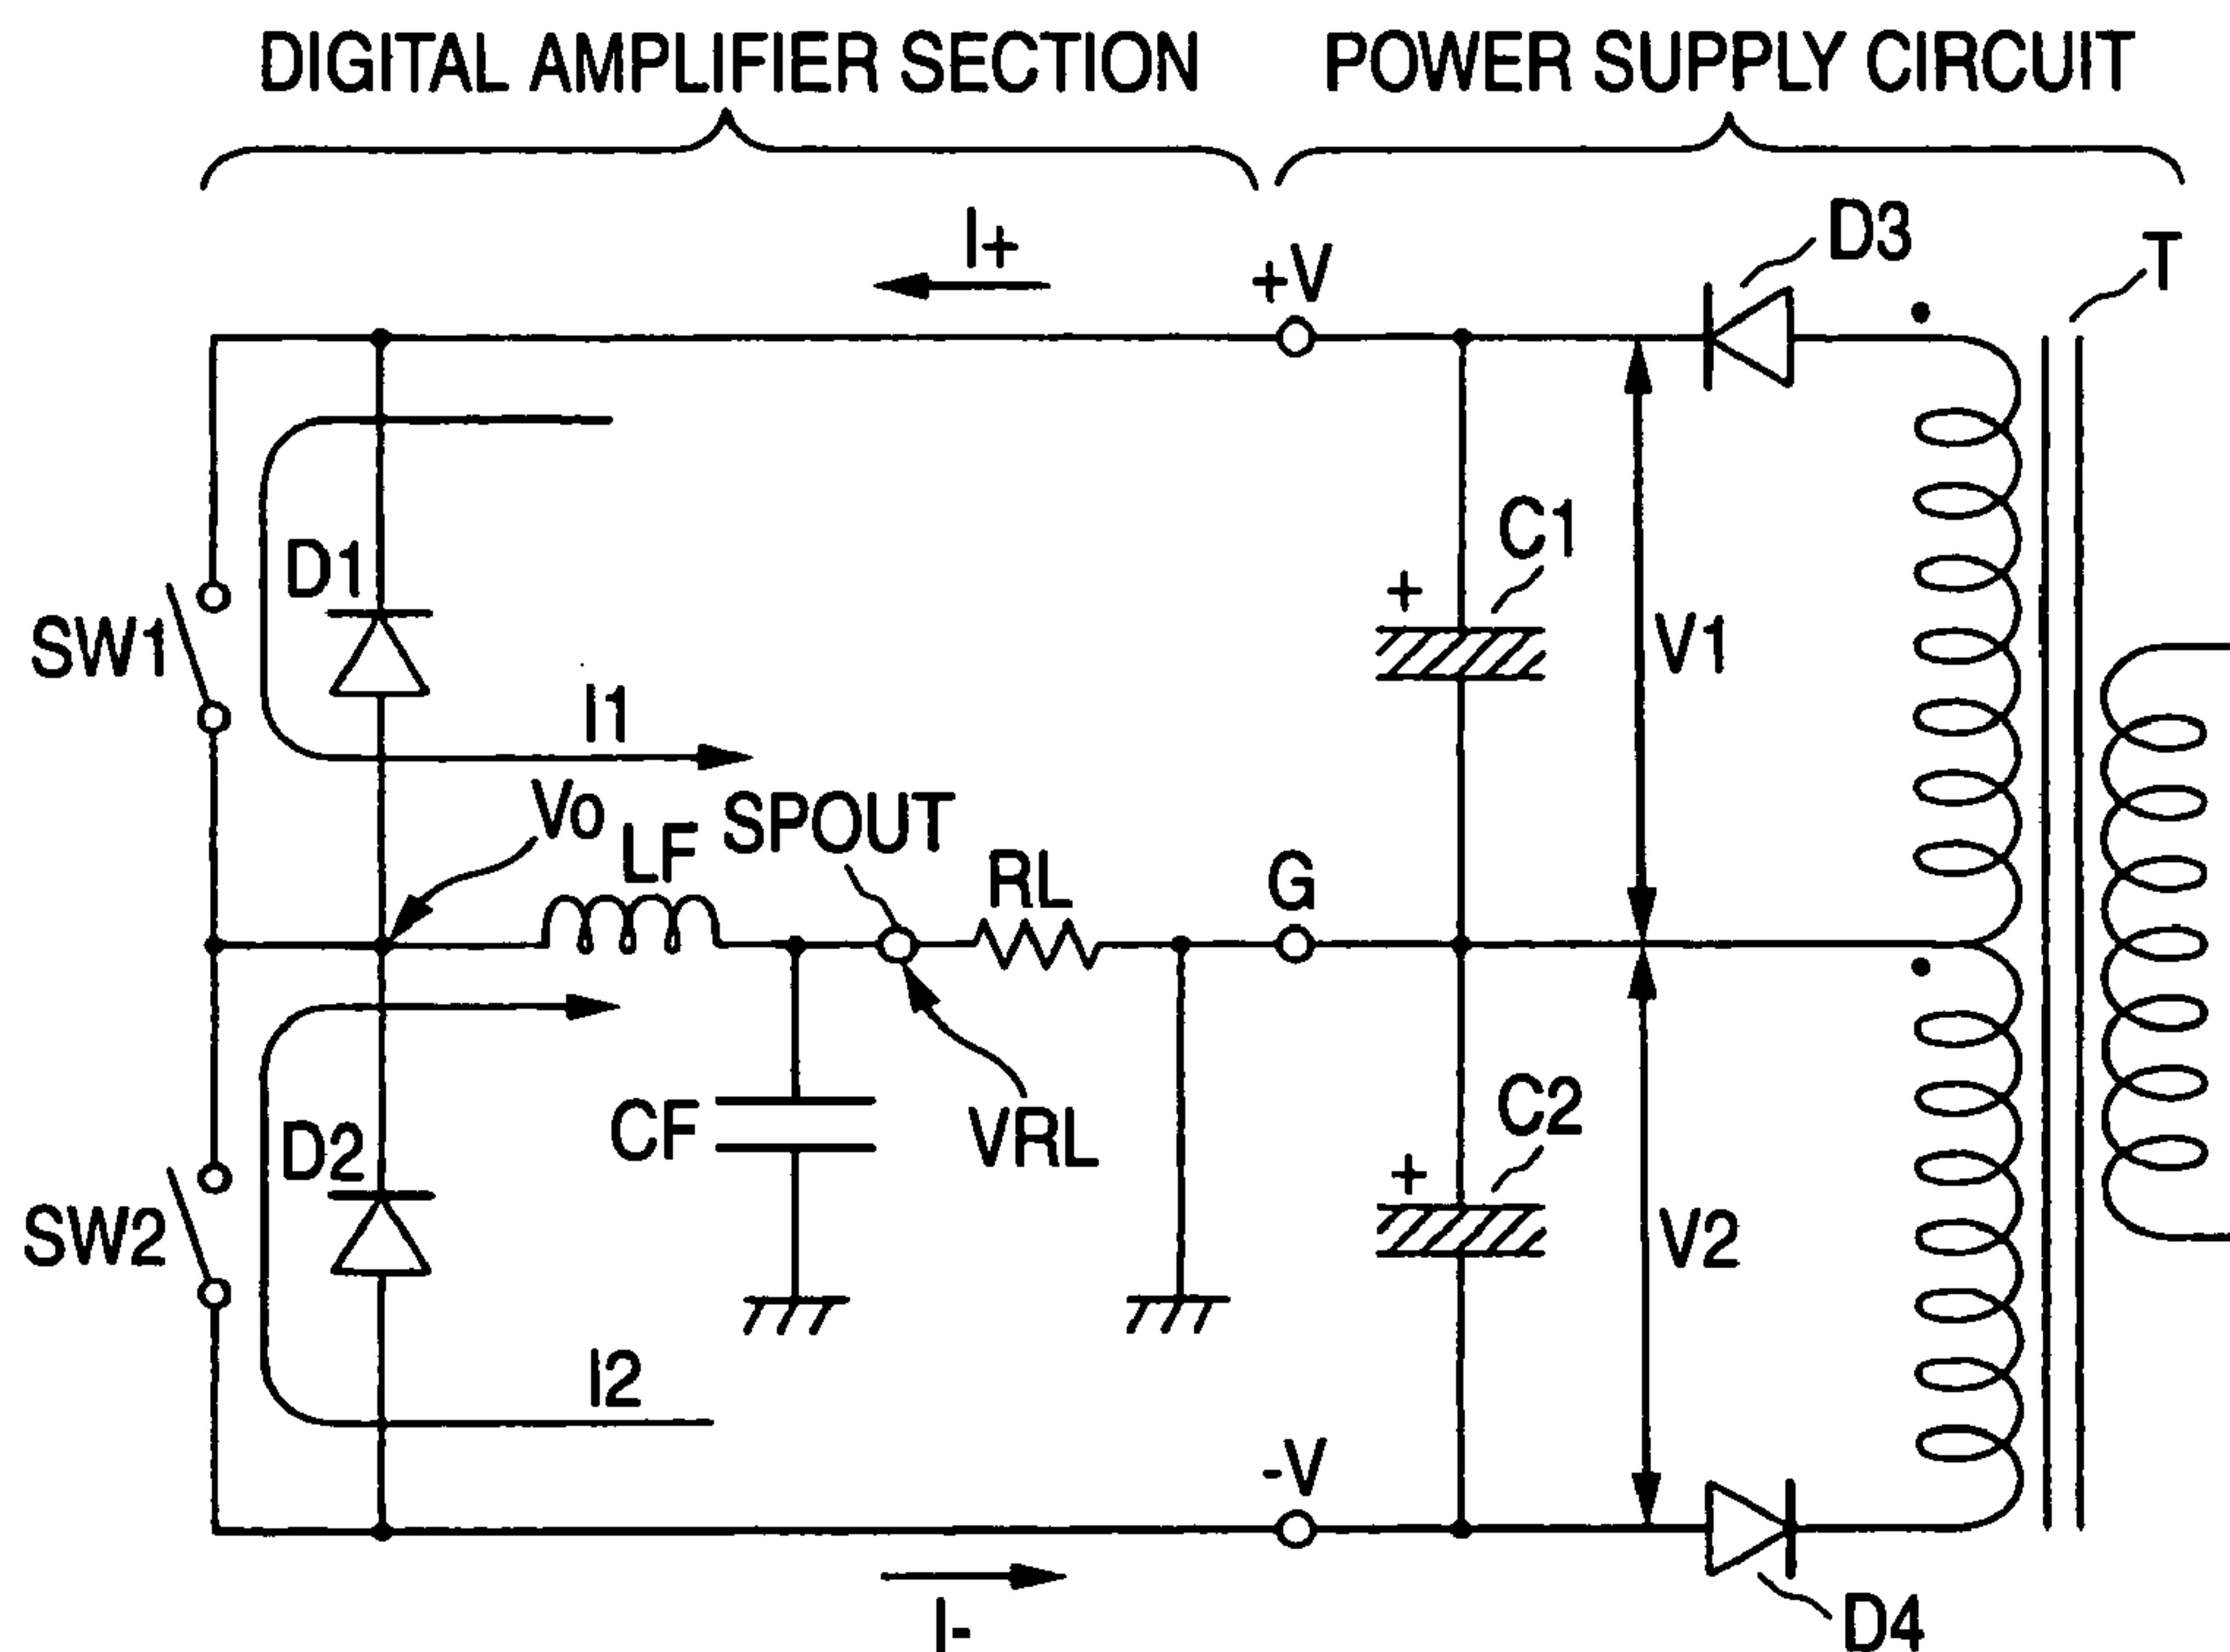 DIGITAL AMPLIFIER SECTION
POWER SUPPLY CIRCUIT
I+
+V
D3
T
C1
+
D1
SW1
V1
I1
Vo
LF
SPOUT
RL
G
D2
CF
VRL
C2
+
SW2
V2
I2
-V
I-
D4